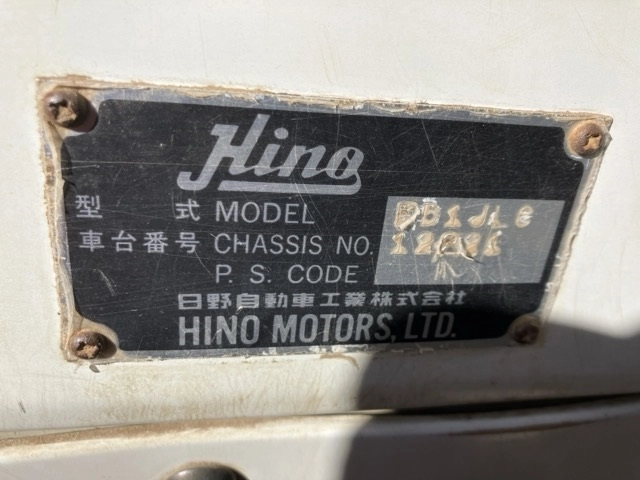 Hino
型 式 MODEL
車台番号 CHASSIS NO.
P. S. CODE
日野自動車工業株式会社
HINO MOTORS, LTD.